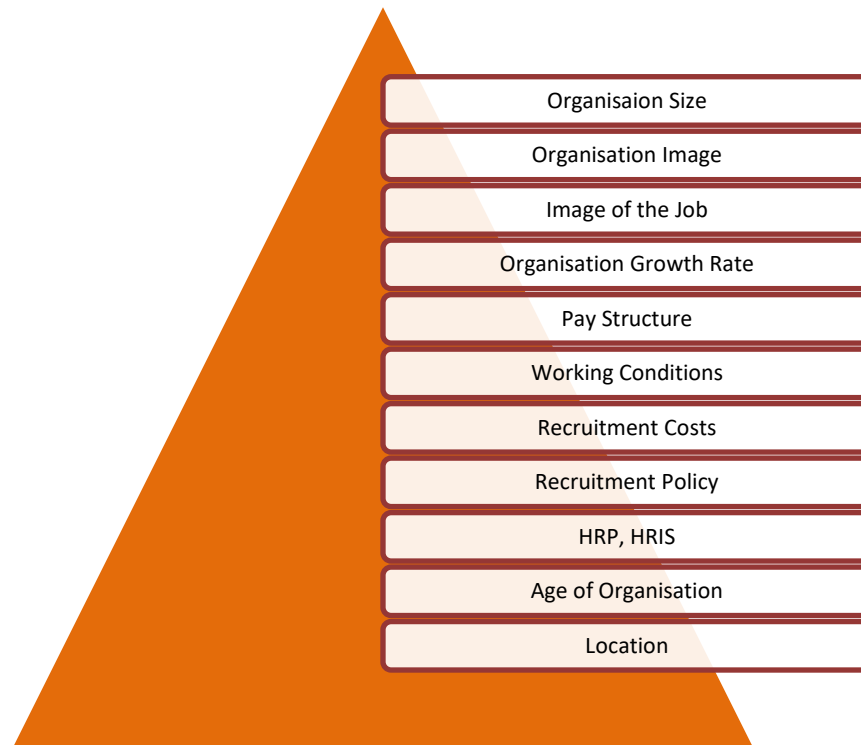 Organisaion Size
Organisation Image
Image of the Job
Organisation Growth Rate
Pay Structure
Working Conditions
Recruitment Costs
Recruitment Policy
HRP, HRIS
Age of Organisation
Location